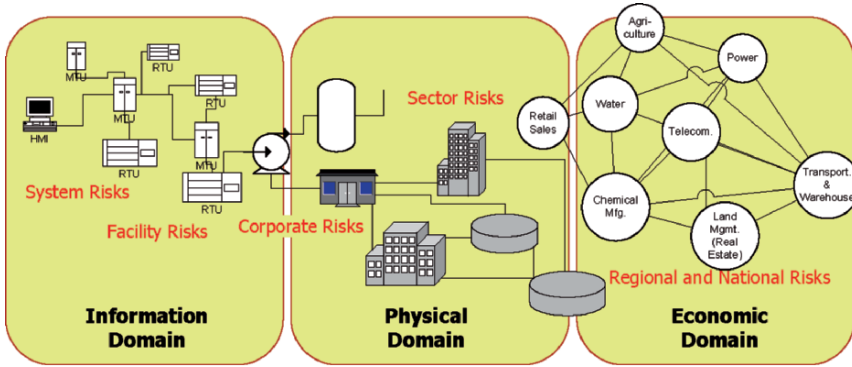 MTU
RTU
MTU
RTU
HMI
RTU
MTU
RTU
System Risks
Facility Risks
Information
Domain
Sector Risks
Corporate Risks
Physical
Domain
Agri-
culture
Power
Water
Retail
Sales
Telecom.
Transport.
&
Warehouse
Chemical
Mfg.
Land
Mgmt.
(Real
Estate)
Regional and National Risks
Economic
Domain